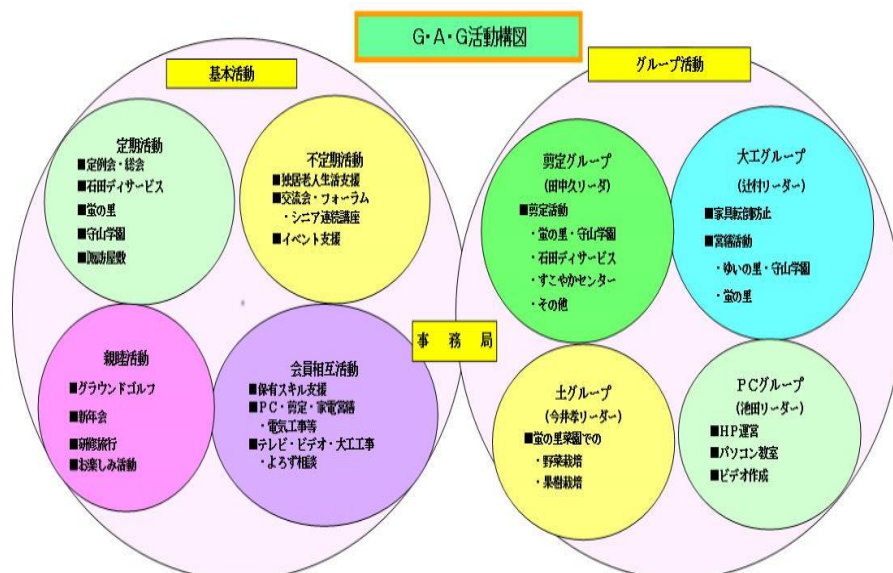 G・A・G活動構図
基本活動
定期活動
■定例会・総会
■石田ディサービス
■蛍の里
■守山学園
■諏訪屋敷
不定期活動
■独居老人生活支援
■交流会・フォーラム
・シニア連続講座
■イベント支援
親睦活動
■グラウンドゴルフ
■新年会
■研修旅行
■お楽しみ活動
会員相互活動
■保有スキル支援
■PC・剪定・家電営繕
・電気工事等
■テレビ・ビデオ・大工工事
・よろず相談
事務局
グループ活動
剪定グループ
(田中久リーダ)
■剪定活動
・蛍の里・守山学園
・石田ディサービス
・すこやかセンター
・その他
大工グループ
(辻村リーダー)
■家具転倒防止
■営繕活動
・ゆいの里・守山学園
・蛍の里
土グループ
(今井孝リーダー)
■蛍の里菜園での
・野菜栽培
・果樹栽培
PCグループ
(池田リーダー)
■HP運営
■パソコン教室
■ビデオ作成